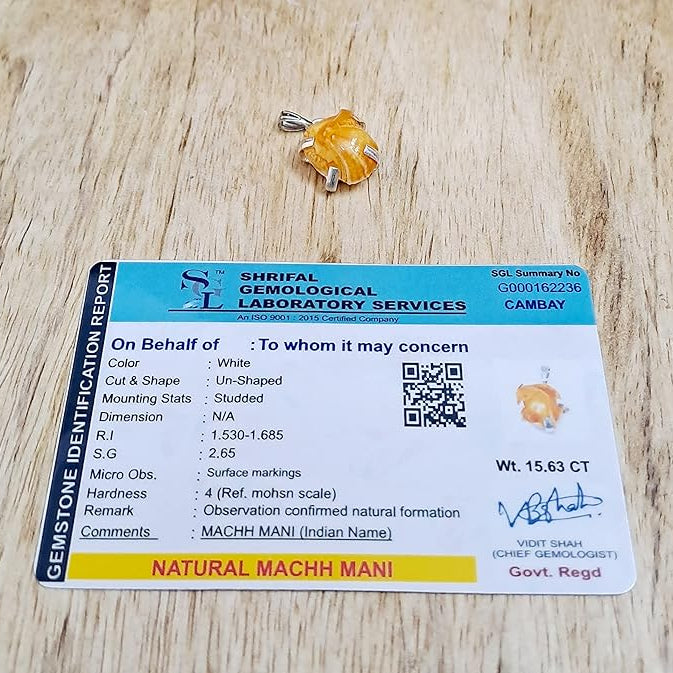 GEMSTONE IDENTIFICATION REPORT
SGL
TM
SHRIFAL
GEMOLOGICAL
LABORATORY SERVICES
An ISO 9001 : 2015 Certified Company
SGL Summary No
G000162236
CAMBAY
On Behalf of : To whom it may concern
Color : White
Cut & Shape : Un-Shaped
Mounting Stats : Studded
Dimension : N/A
R.I : 1.530-1.685
S.G : 2.65
Micro Obs. : Surface markings
Hardness : 4 (Ref. mohsn scale)
Remark : Observation confirmed natural formation
Comments : MACHH MANI (Indian Name)
NATURAL MACHH MANI
Wt. 15.63 CT
VIDIT SHAH
(CHIEF GEMOLOGIST)
Govt. Regd